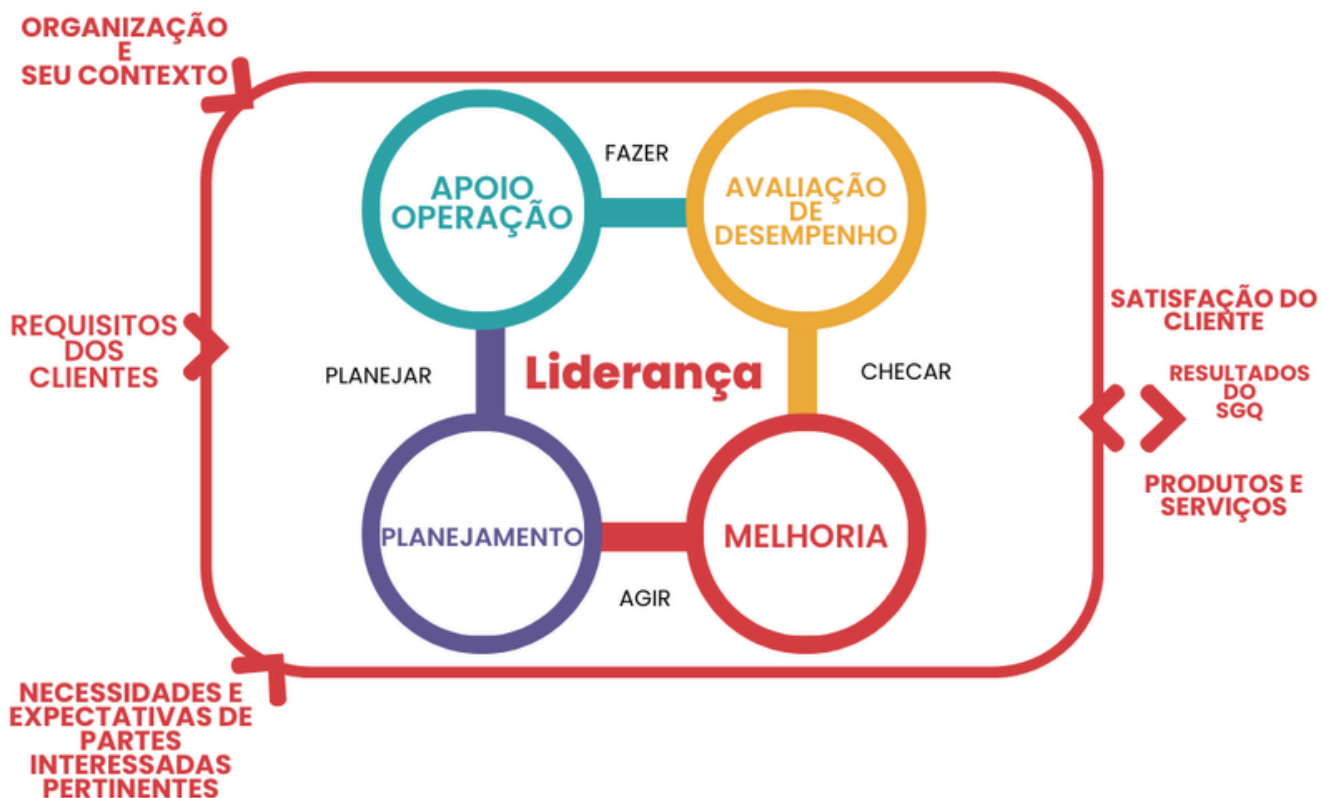 ORGANIZAÇÃO
E
SEU CONTEXTO
REQUISITOS
DOS
CLIENTES
NECESSIDADES E
EXPECTATIVAS DE
PARTES
INTERESSADAS
PERTINENTES
APOIO
OPERAÇÃO
FAZER
AVALIAÇÃO
DE
DESEMPENHO
PLANEJAR
Liderança
CHECAR
PLANEJAMENTO
AGIR
MELHORIA
SATISFAÇÃO DO
CLIENTE
RESULTADOS
DO
SGQ
PRODUTOS E
SERVIÇOS